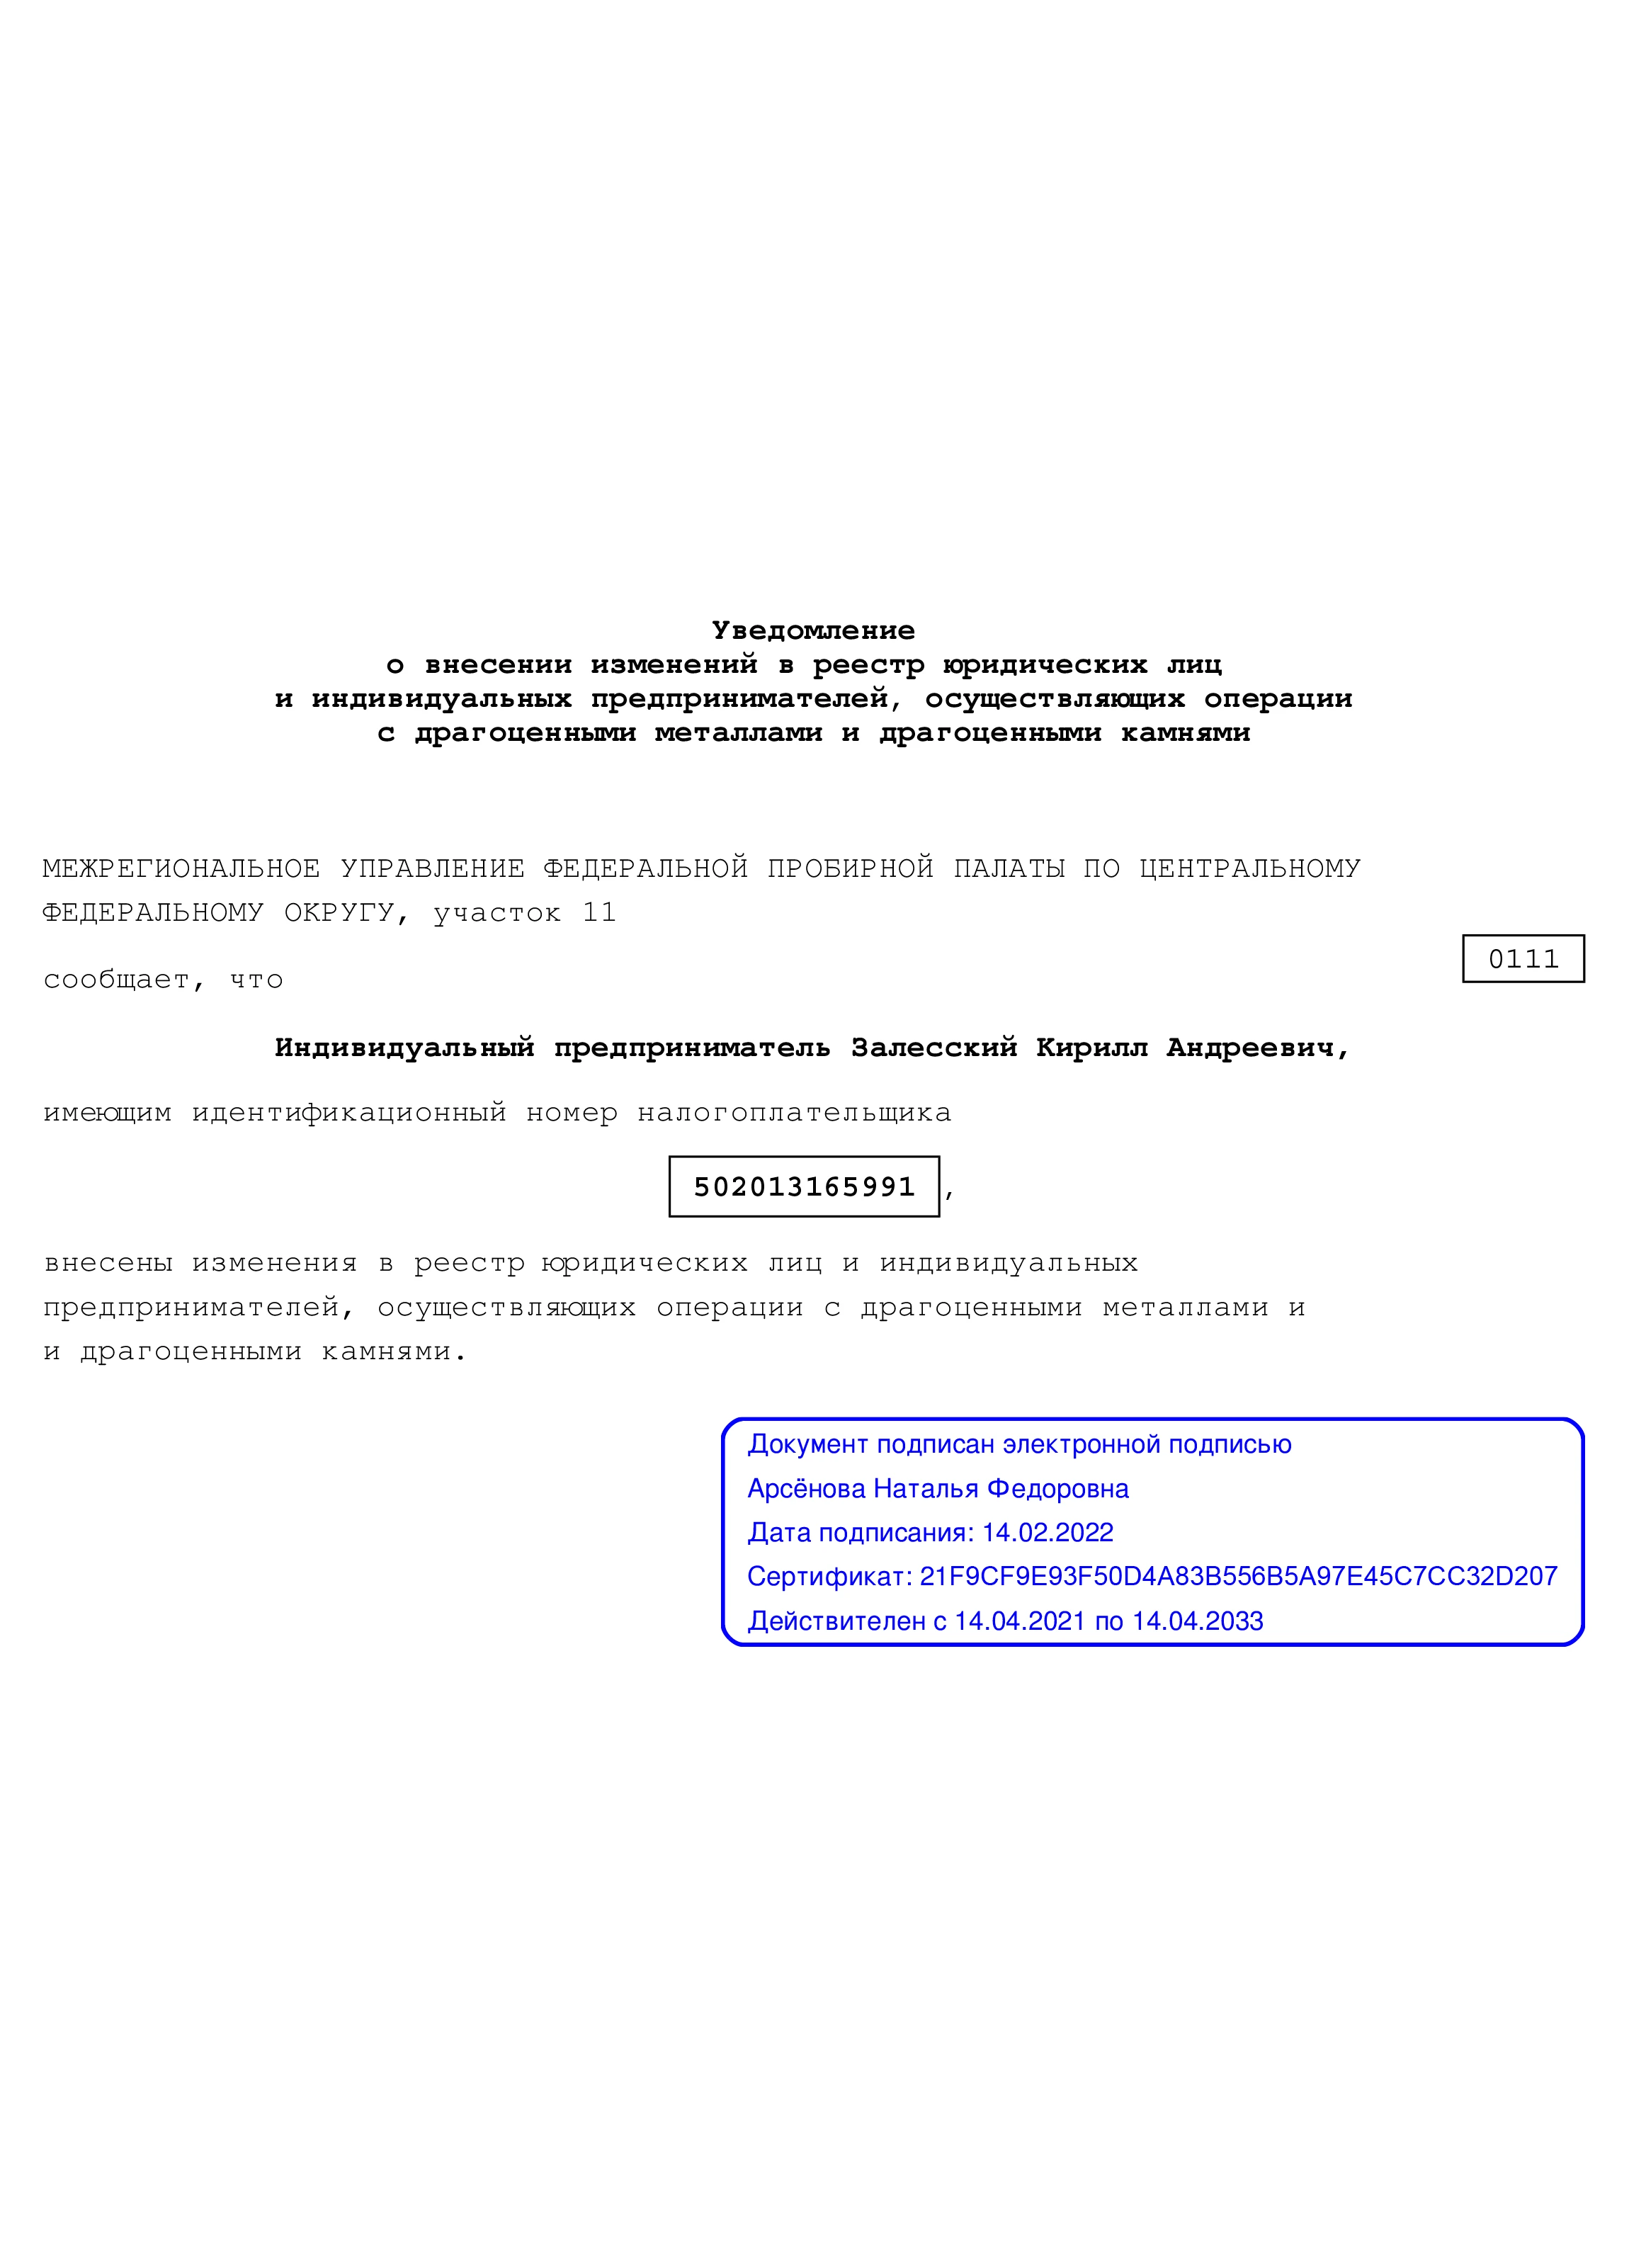 Уведомление
о внесении изменений в реестр юридических лиц
и индивидуальных предпринимателей, осуществляющих операции
с драгоценными металлами и драгоценными камнями
МЕЖРЕГИОНАЛЬНОЕ УПРАВЛЕНИЕ ФЕДЕРАЛЬНОЙ ПРОБИРНОЙ ПАЛАТЫ ПО ЦЕНТРАЛЬНОМУ
ФЕДЕРАЛЬНОМУ ОКРУГУ, участок 11
0111
сообщает, что
Индивидуальный предприниматель Залесский Кирилл Андреевич,
имеющим идентификационный номер налогоплательщика
502013165991,
внесены изменения в реестр юридических лиц и индивидуальных
предпринимателей, осуществляющих операции с драгоценными металлами и
и драгоценными камнями.
Документ подписан электронной подписью
Арсёнова Наталья Федоровна
Дата подписания: 14.02.2022
Сертификат: 21F9CF9E93F50D4A83B556B5A97E45C7CC32D207
Действителен с 14.04.2021 по 14.04.2033